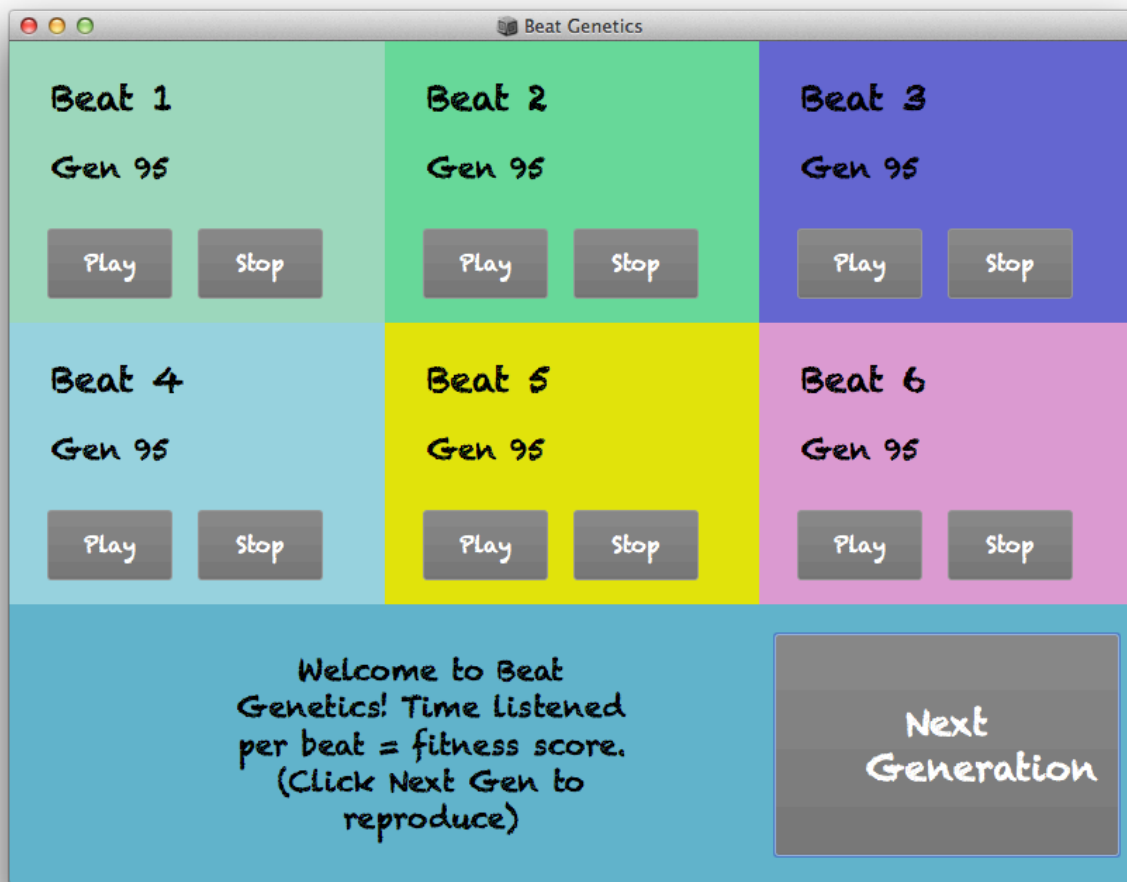 Beat Genetics
Beat 1
Gen 95
Play
Stop
Beat 2
Gen 95
Play
Stop
Beat 3
Gen 95
Play
Stop
Beat 4
Gen 95
Play
Stop
Beat 5
Gen 95
Play
Stop
Beat 6
Gen 95
Play
Stop
Welcome to Beat
Genetics! Time listened
per beat = fitness score.
(Click Next Gen to
reproduce)
Next
Generation